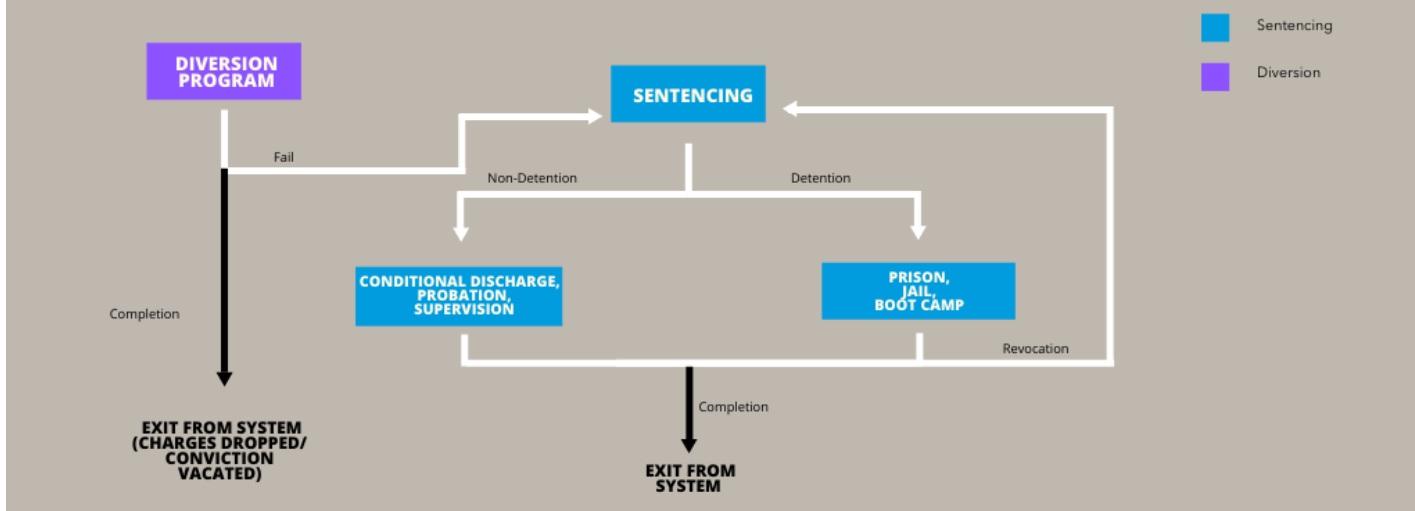 Sentencing
Diversion
DIVERSION
PROGRAM
SENTENCING
Fail
Non-Detention
Detention
CONDITIONAL DISCHARGE,
PROBATION,
SUPERVISION
PRISON,
JAIL,
BOOT CAMP
Completion
Revocation
Completion
EXIT FROM SYSTEM
(CHARGES DROPPED/
CONVICTION
VACATED)
EXIT FROM
SYSTEM